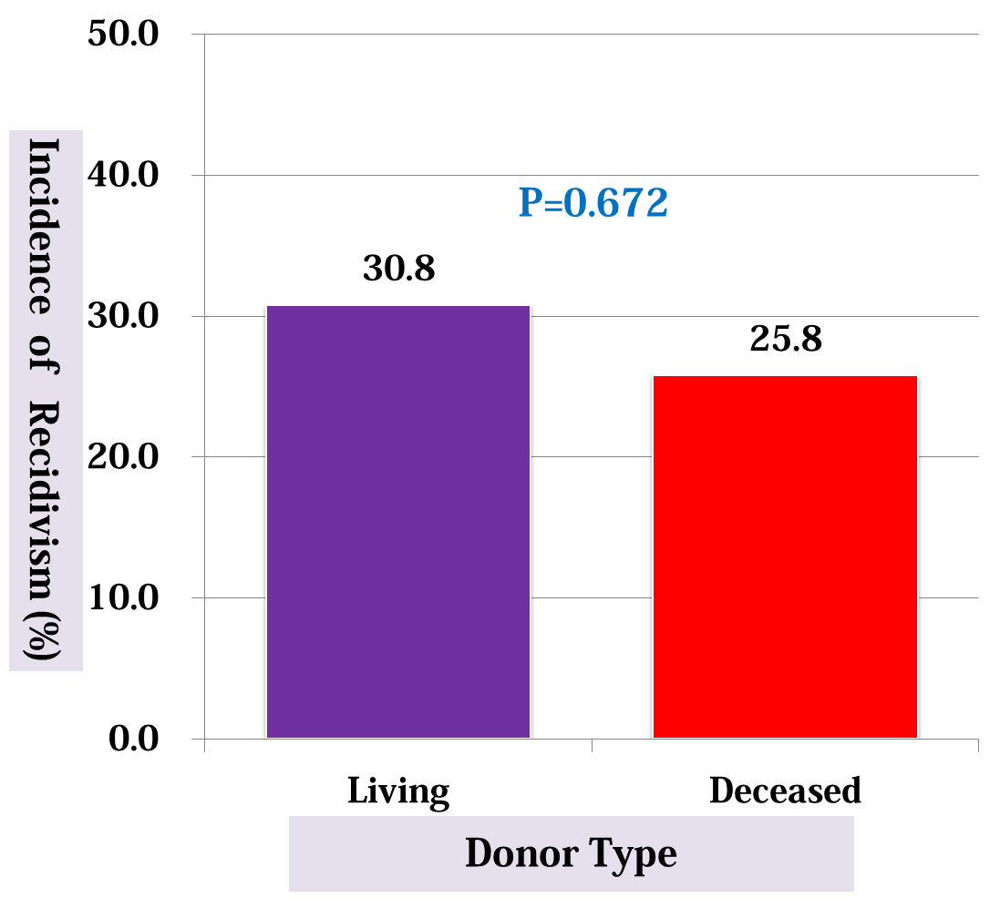 50.0
40.0
30.0
20.0
10.0
0.0
Incidence of Recidivism (%)
P=0.672
30.8
25.8
Living
Deceased
Donor Type